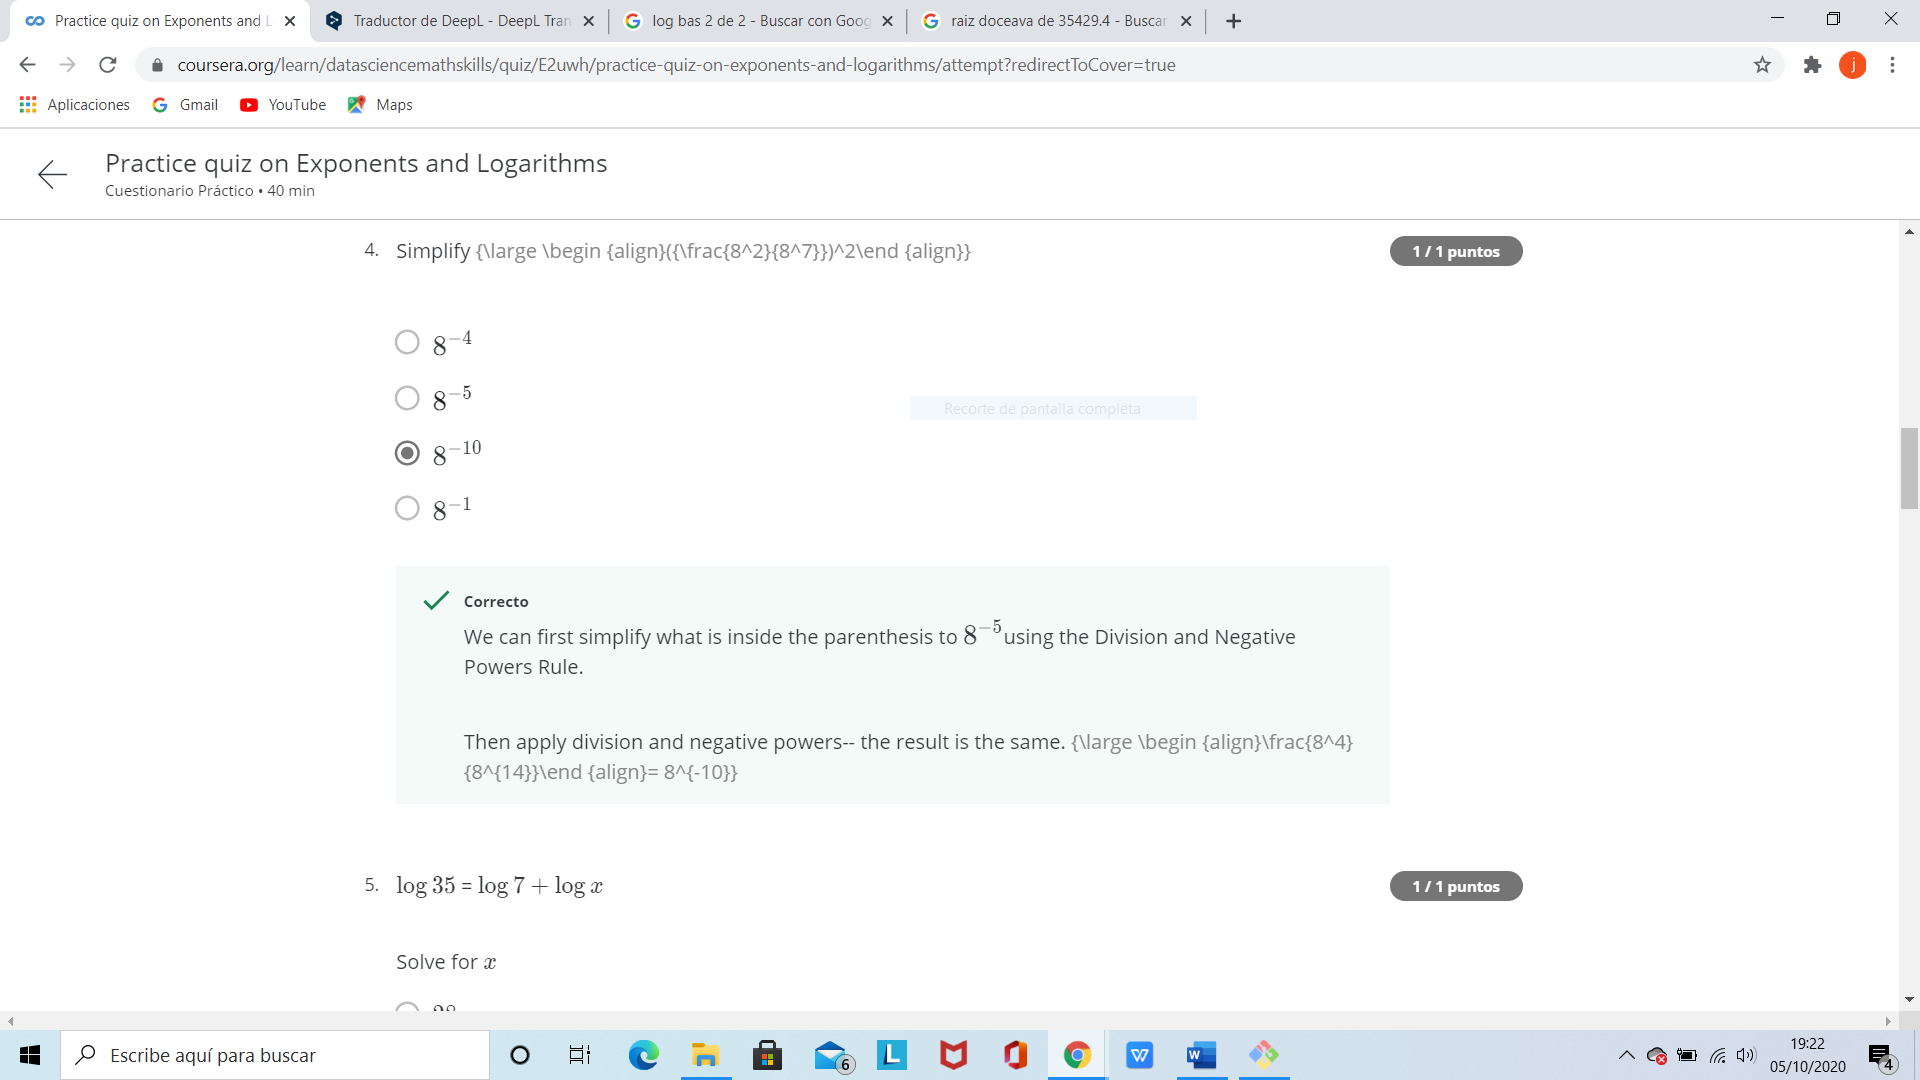 Practice quiz on Exponents and L
Traductor de DeepL - DeepL Tran
log bas 2 de 2 - Buscar con Goog
raiz doceava de 35429.4 - Buscar
coursera.org/learn/datasciencemathskills/quiz/E2uwh/practice-quiz-on-exponents-and-logarithms/attempt?redirectToCover=true
j
Aplicaciones
Gmail
YouTube
Maps
Practice quiz on Exponents and Logarithms
Cuestionario Práctico • 40 min
4. Simplify {\large \begin {align}({\frac{8^2}{8^7}})^2\end {align}}
1 / 1 puntos
8⁻⁴
8⁻⁵
Recorte de pantalla completa
8⁻¹⁰
8⁻¹
Correcto
We can first simplify what is inside the parenthesis to 8⁻⁵ using the Division and Negative
Powers Rule.
Then apply division and negative powers-- the result is the same. {\large \begin {align}\frac{8^4}
{8^{14}}\end {align}= 8^{-10}}
5. log 35 = log 7 + log x
1 / 1 puntos
Solve for x
Escribe aquí para buscar
6
L
W
W
19:22
05/10/2020
4